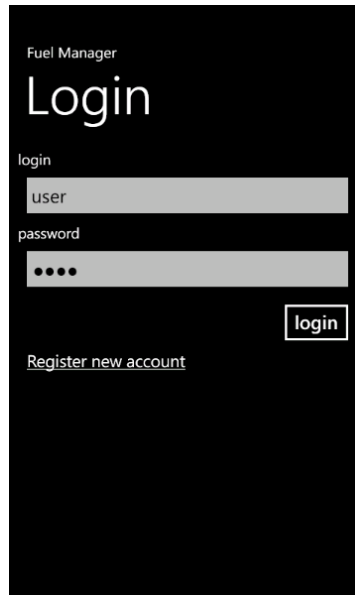 Fuel Manager
Login
login
user
password
●●●●
login
Register new account